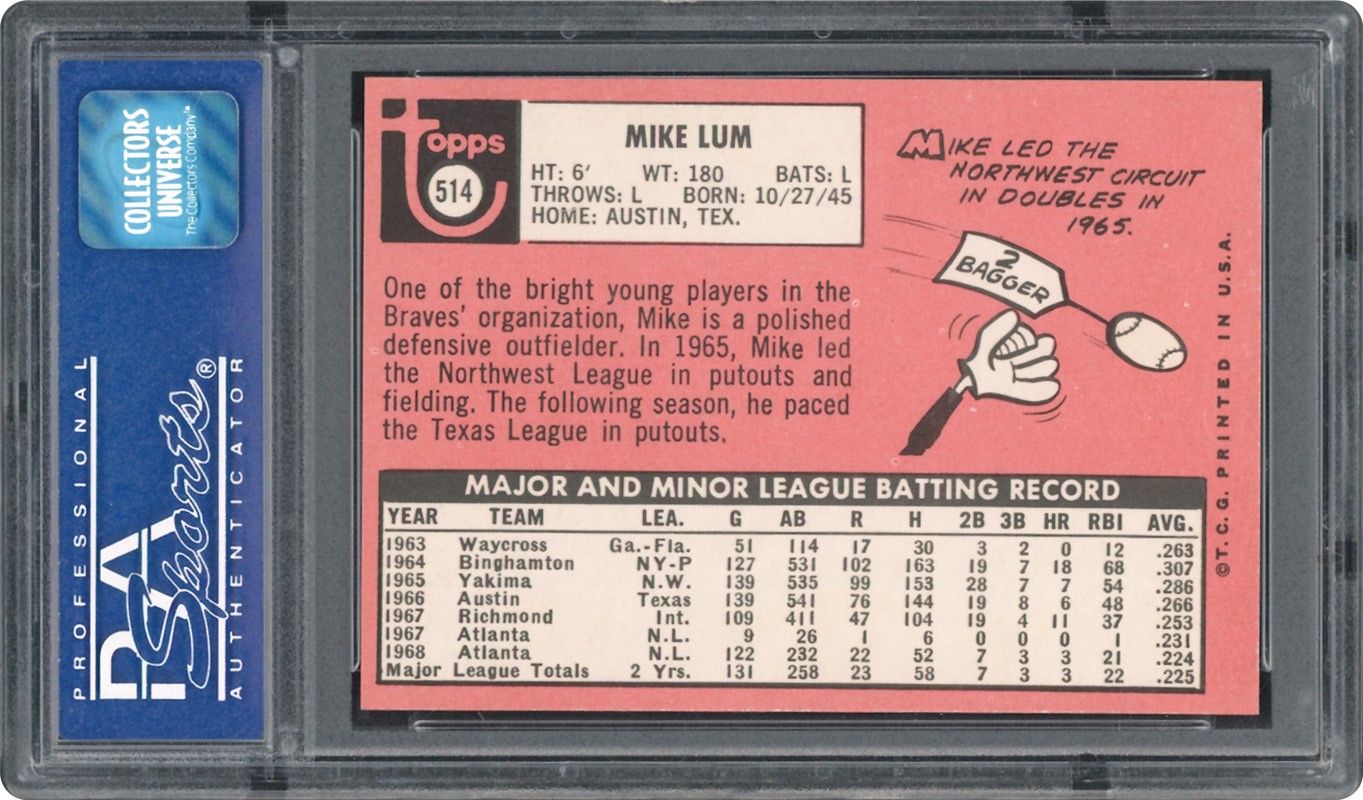 COLLECTORS
UNIVERSE
The Collectors Company™
PROFESSIONAL
PSA
Sports®
AUTHENTICATOR
topps
514
MIKE LUM
HT: 6' WT: 180 BATS: L
THROWS: L BORN: 10/27/45
HOME: AUSTIN, TEX.
MIKE LED THE
NORTHWEST CIRCUIT
IN DOUBLES IN
1965.
2
BAGGER
One of the bright young players in the
Braves' organization, Mike is a polished
defensive outfielder. In 1965, Mike led
the Northwest League in putouts and
fielding. The following season, he paced
the Texas League in putouts.
MAJOR AND MINOR LEAGUE BATTING RECORD
YEAR TEAM LEA. G AB R H 2B 3B HR RBI AVG.
1963 Waycross Ga.-Fla. 51 114 17 30 3 2 0 12 .263
1964 Binghamton NY-P 127 531 102 163 19 7 18 68 .307
1965 Yakima N.W. 139 535 99 153 28 7 7 54 .286
1966 Austin Texas 139 541 76 144 19 8 6 48 .266
1967 Richmond Int. 109 411 47 104 19 4 11 37 .253
1967 Atlanta N.L. 9 26 1 6 0 0 0 1 .231
1968 Atlanta N.L. 122 232 22 52 7 3 3 21 .224
Major League Totals 2 Yrs. 131 258 23 58 7 3 3 22 .225
©T.C.G. PRINTED IN U.S.A.